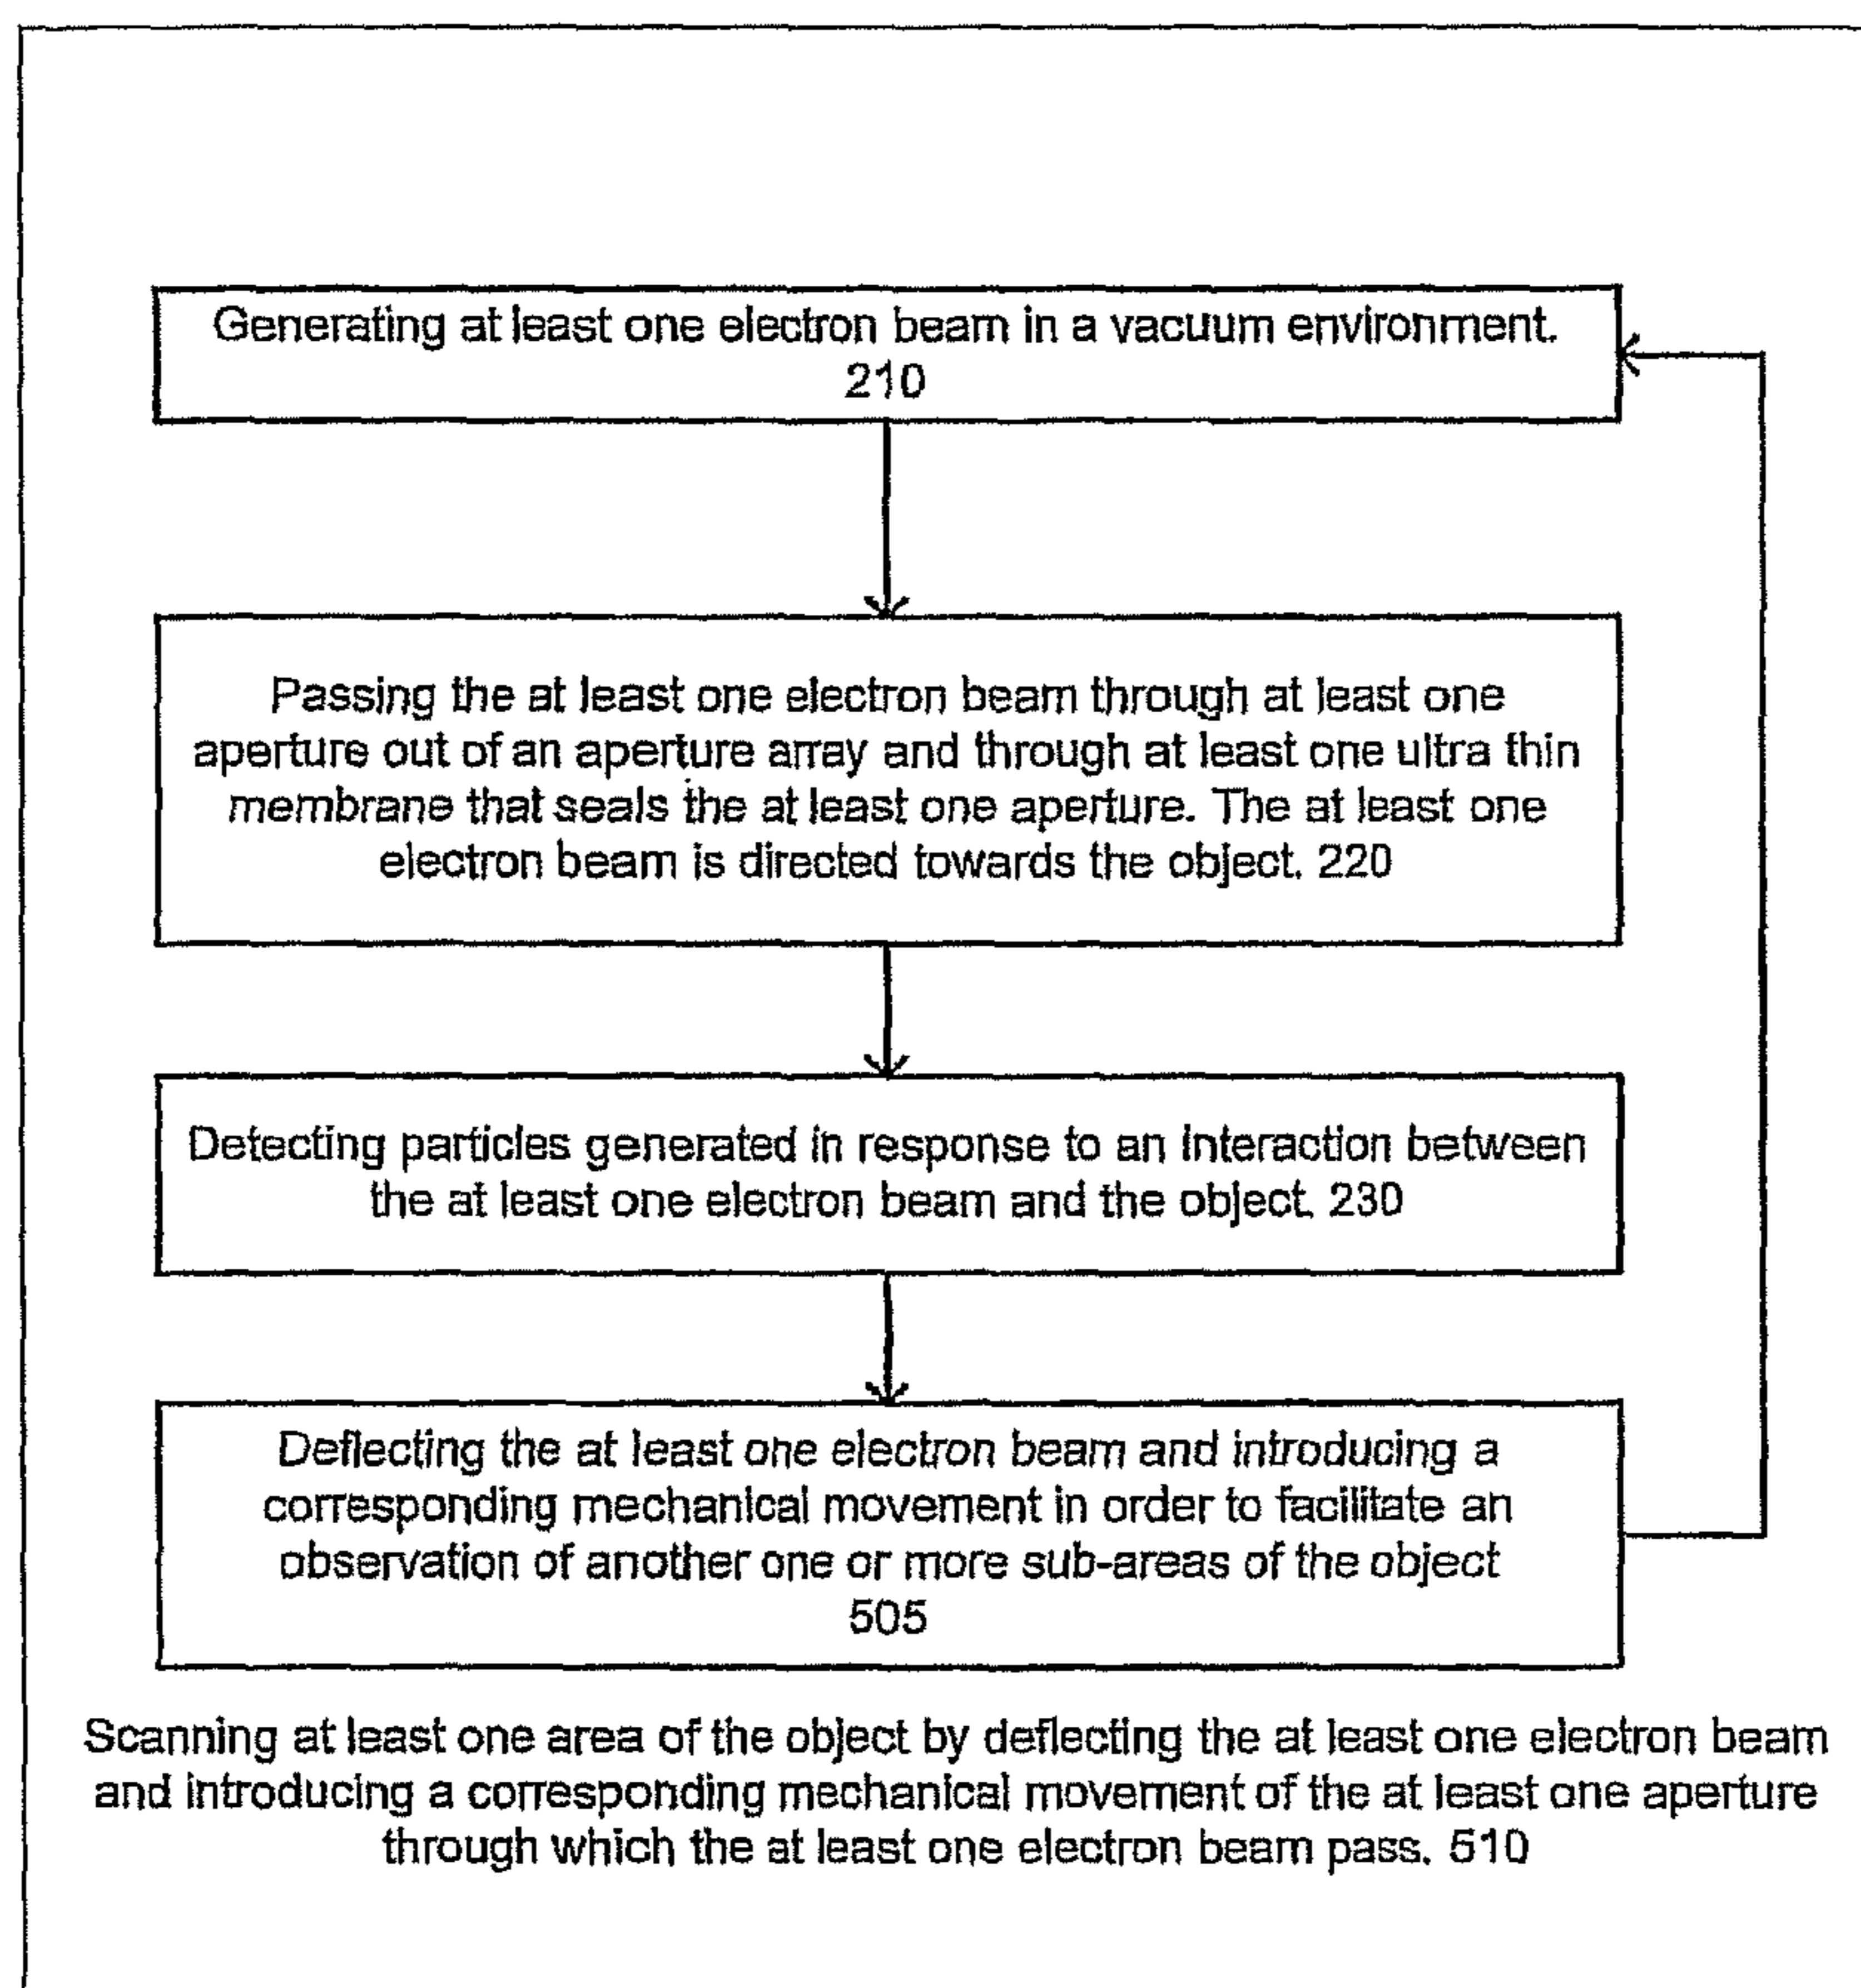 Generating at least one electron beam in a vacuum environment.
210
Passing the at least one electron beam through at least one
aperture out of an aperture array and through at least one ultra thin
membrane that seals the at least one aperture. The at least one
electron beam is directed towards the object. 220
Detecting particles generated in response to an interaction between
the at least one electron beam and the object. 230
Deflecting the at least one electron beam and introducing a
corresponding mechanical movement in order to facilitate an
observation of another one or more sub-areas of the object
505
Scanning at least one area of the object by deflecting the at least one electron beam
and introducing a corresponding mechanical movement of the at least one aperture
through which the at least one electron beam pass. 510